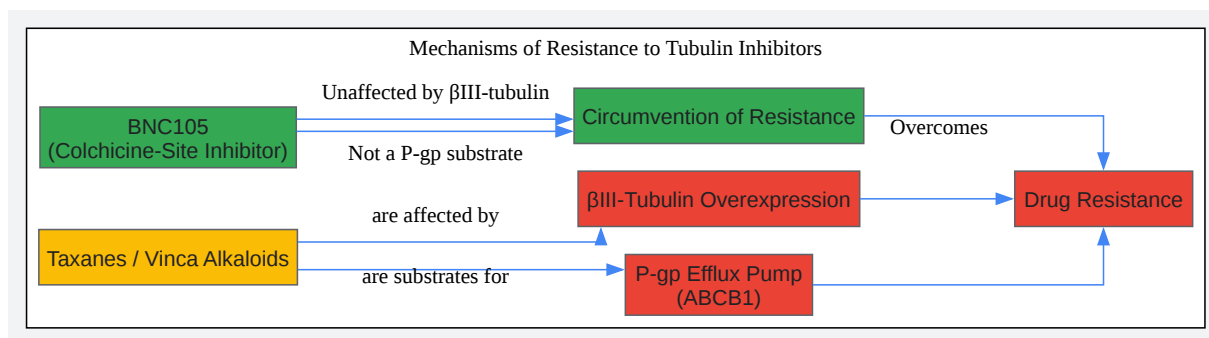 Mechanisms of Resistance to Tubulin Inhibitors
Unaffected by βIII-tubulin
BNC105
(Colchicine-Site Inhibitor)
Not a P-gp substrate
Circumvention of Resistance
Overcomes
βIII-Tubulin Overexpression
Drug Resistance
are affected by
Taxanes / Vinca Alkaloids
are substrates for
P-gp Efflux Pump
(ABCB1)